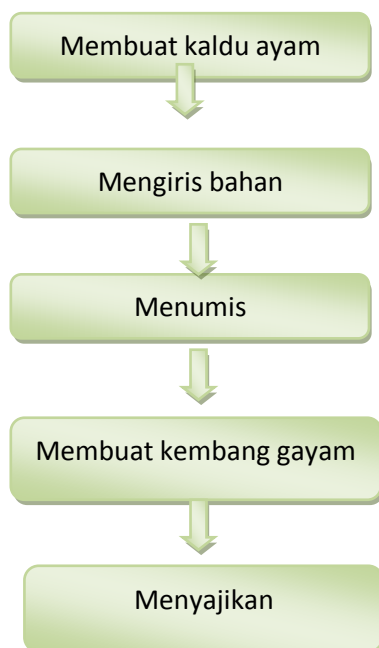 Membuat kaldu ayam
Mengiris bahan
Menumis
Membuat kembang gayam
Menyajikan